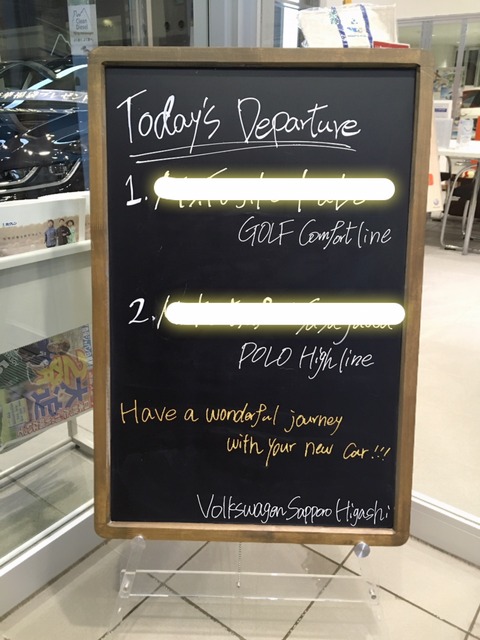 Today's Departure
1.
GOLF Comfortline
2.
POLO Highline
Have a wonderful journey
with your new car!!!
Volkswagen Sapporo Higashi